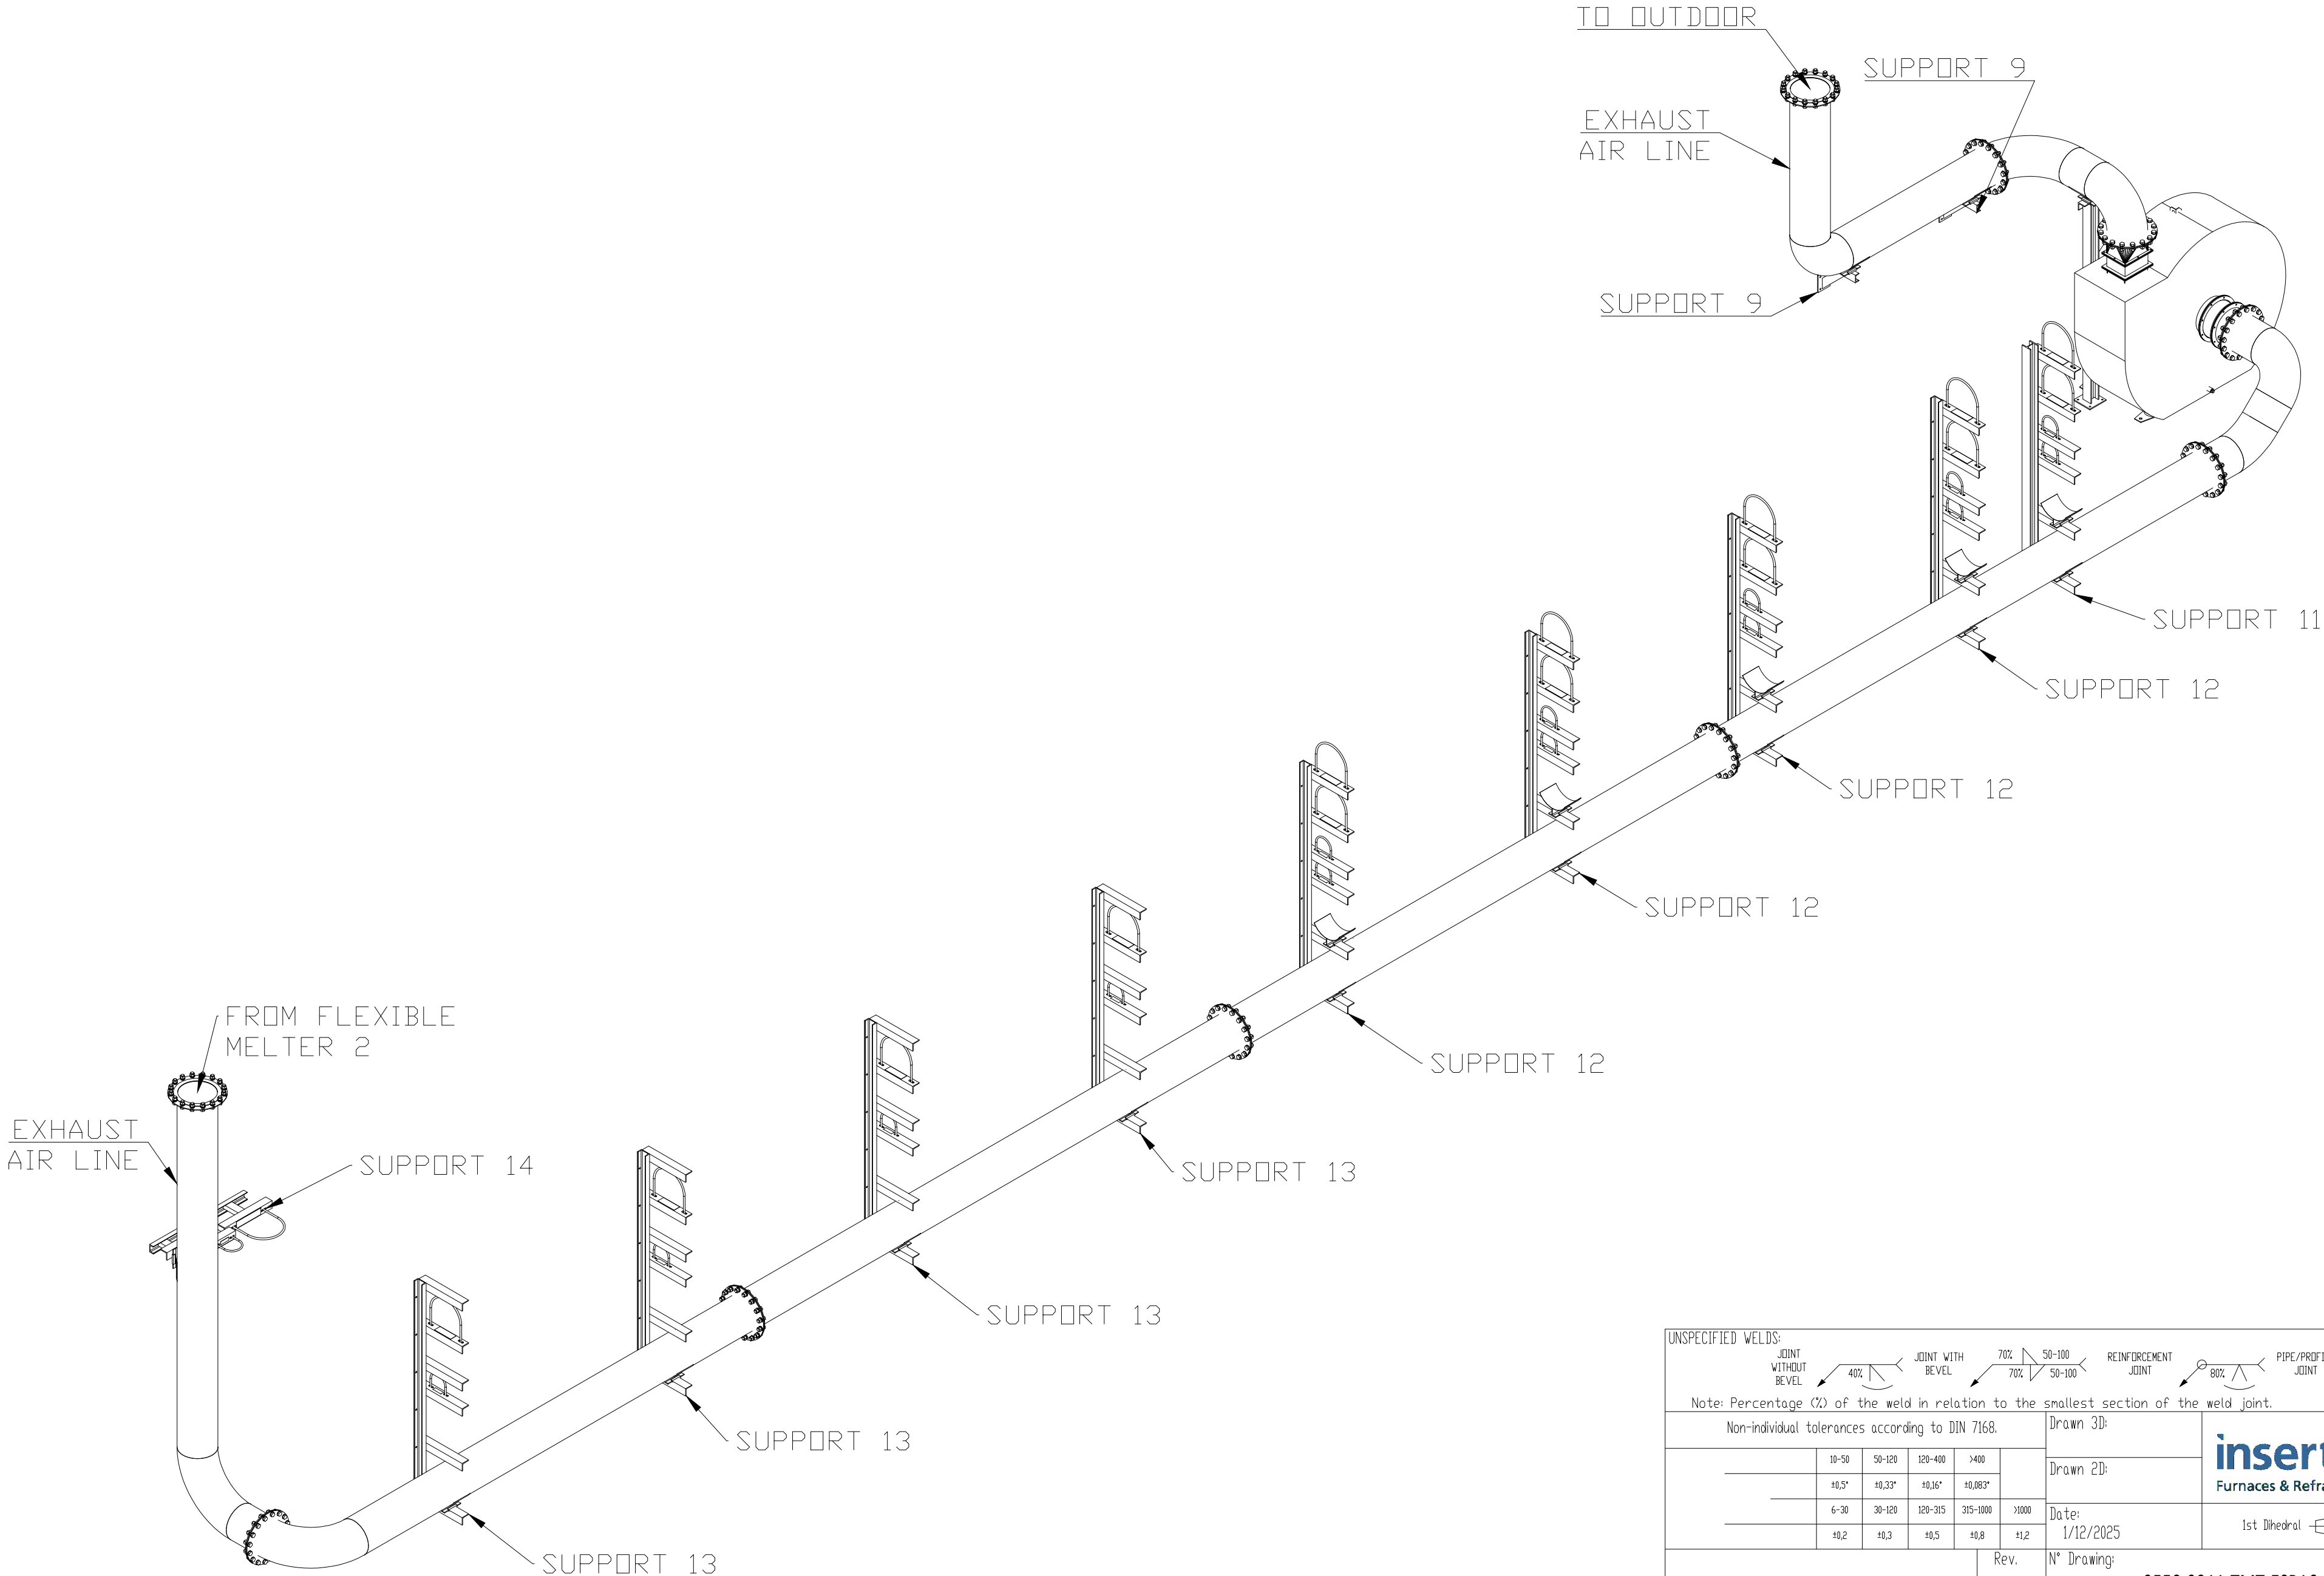 TO OUTDOOR
SUPPORT 9
EXHAUST
AIR LINE
SUPPORT 9
SUPPORT 11
SUPPORT 12
SUPPORT 12
SUPPORT 12
SUPPORT 12
FROM FLEXIBLE
MELTER 2
EXHAUST
AIR LINE
SUPPORT 14
SUPPORT 13
SUPPORT 13
SUPPORT 13
SUPPORT 13
UNSPECIFIED WELDS:
JOINT
WITHOUT
BEVEL
40%
JOINT WITH
BEVEL
70% 50-100
70% 50-100
REINFORCEMENT
JOINT
80%
JOINT
Note: Percentage (%) of the weld in relation to the smallest section of the weld joint.
Non-individual tolerances according to DIN 7168.
10-50 50-120 120-400 >400
±0,5° ±0,33° ±0,16° ±0,083°
6-30 30-120 120-315 315-1000 >1000
±0,2 ±0,3 ±0,5 ±0,8 ±1,2
Drawn 3D:
Drawn 2D:
Date:
1/12/2025
insert
Furnaces & Refra
1st Dihedral
Rev.
N° Drawing: